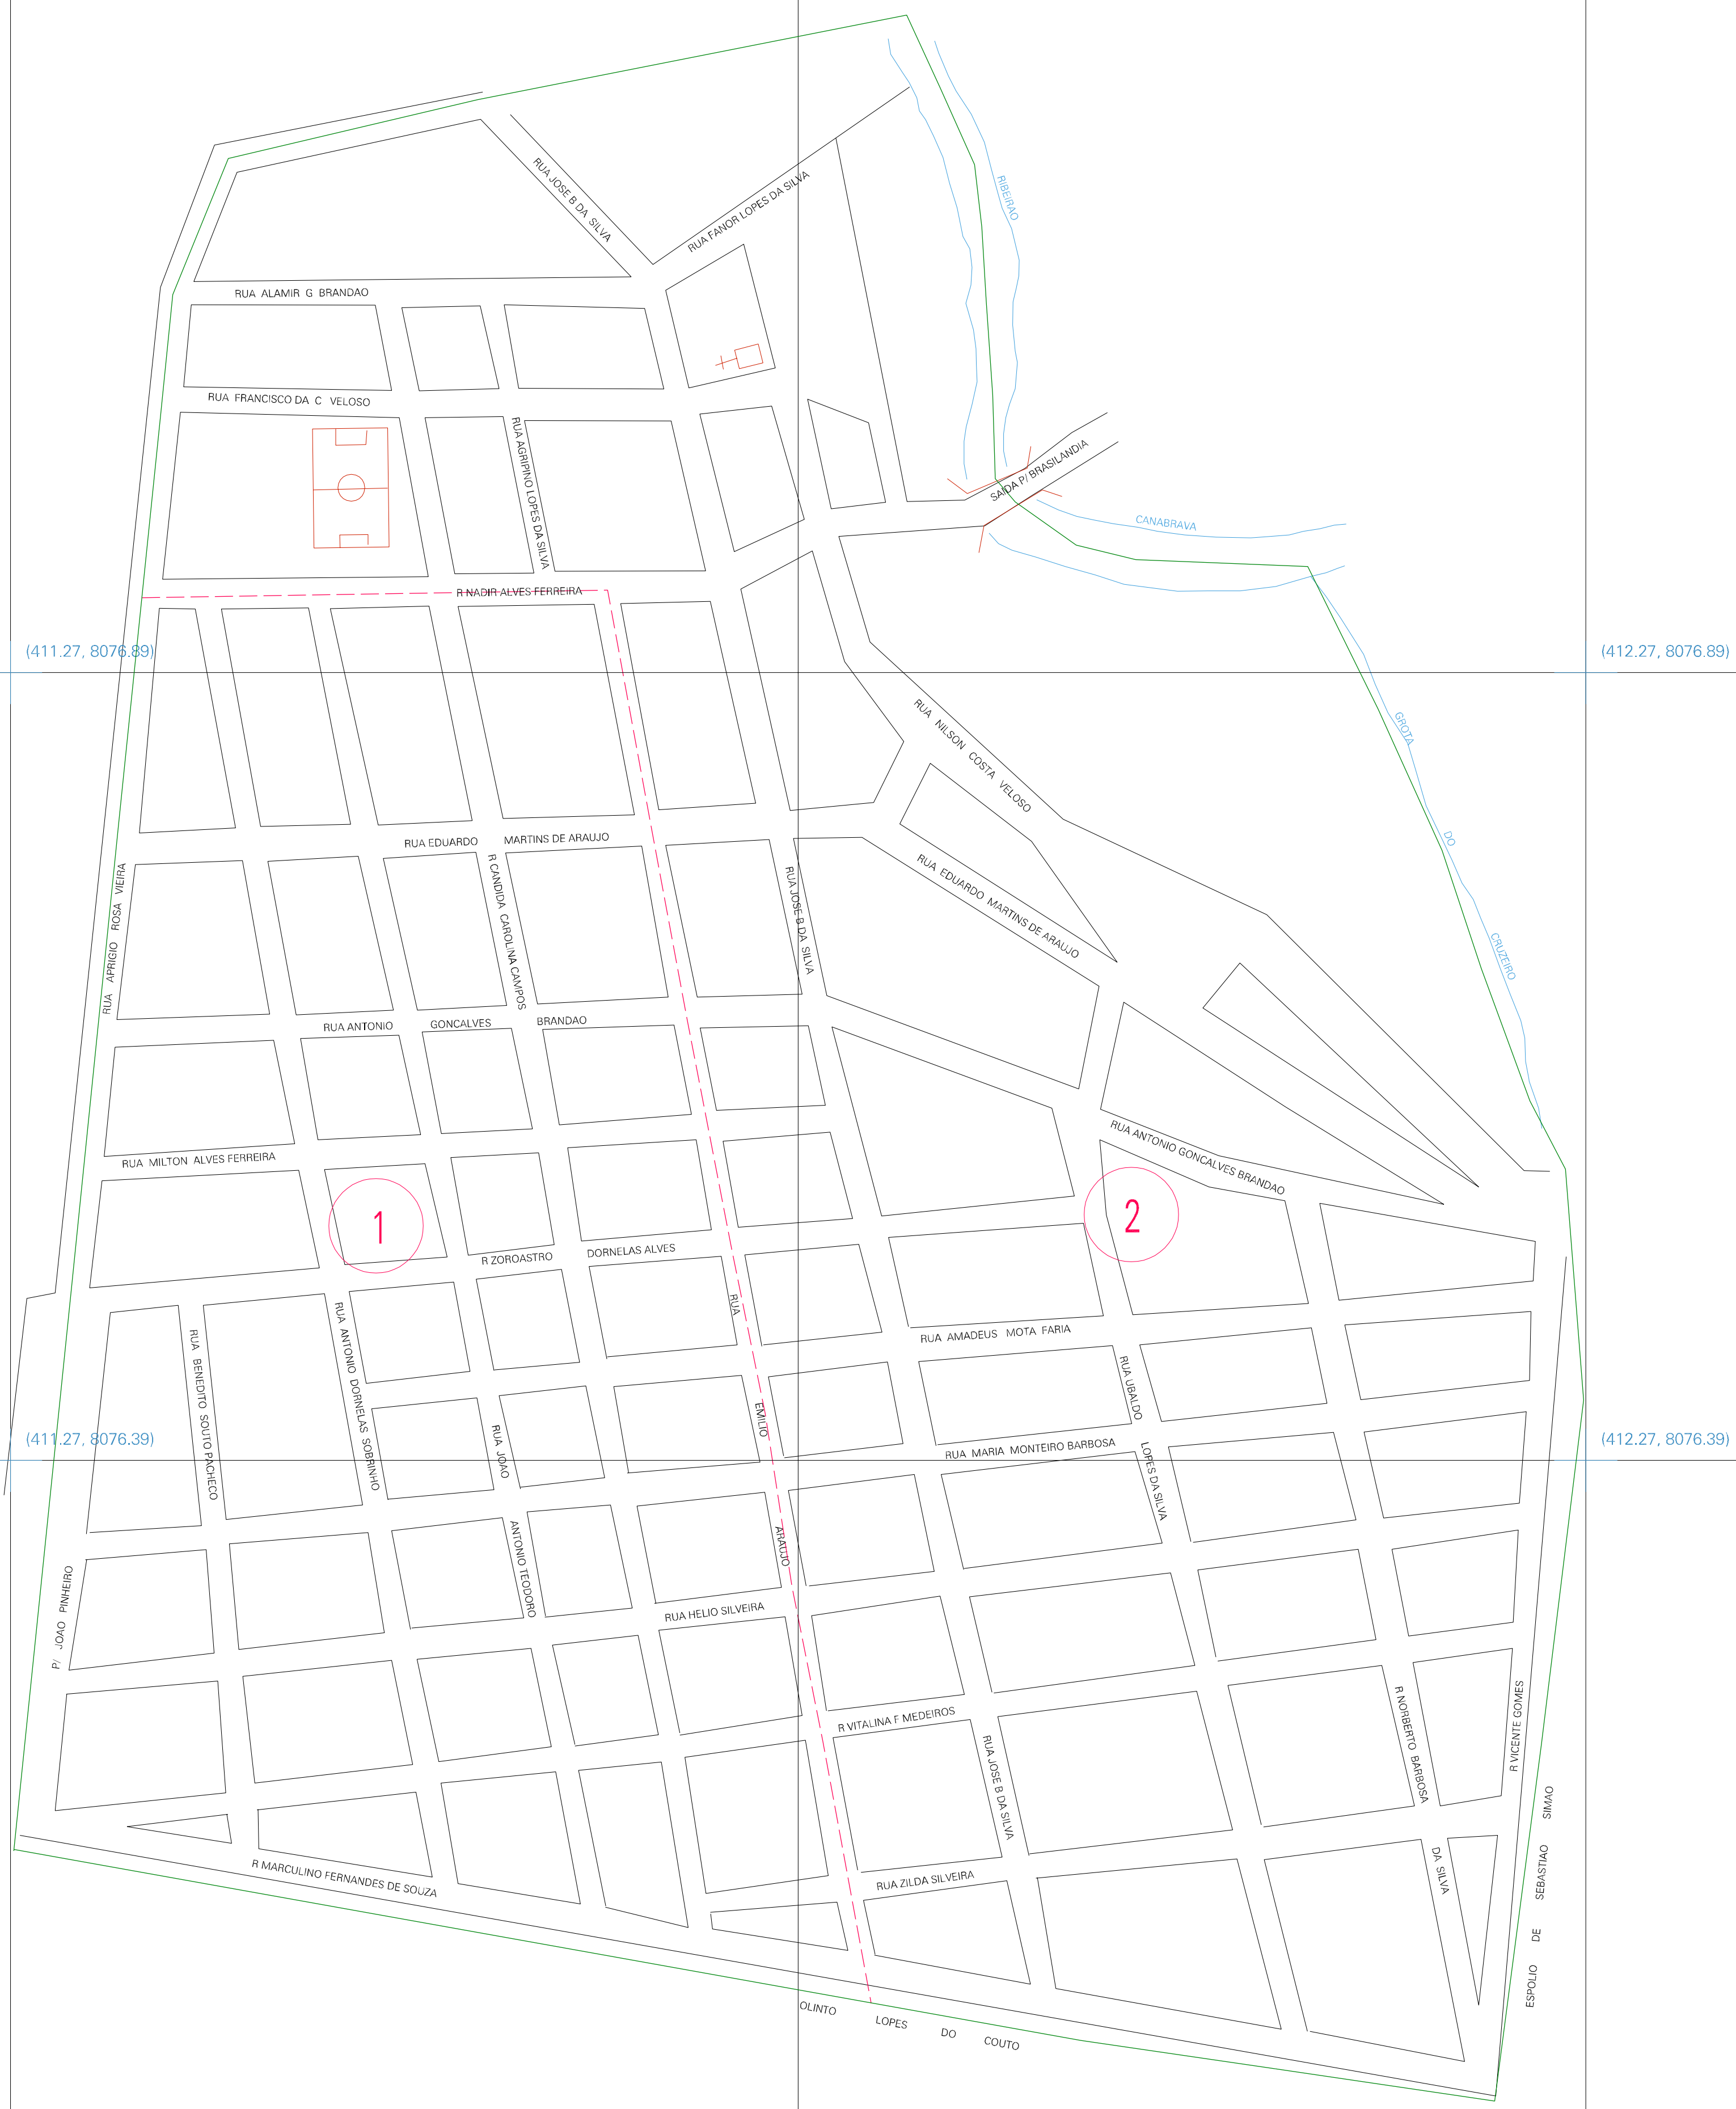 RUA JOSE B DA SILVA
RUA FANOR LOPES DA SILVA
RIBEIRAO
RUA ALAMIR G BRANDAO
RUA FRANCISCO DA C VELOSO
RUA AGRIPINO LOPES DA SILVA
SAIDA P/ BRASILANDIA
CANABRAVA
R NADIR ALVES FERREIRA
(411.27, 8076.89)
(412.27, 8076.89)
RUA NILSON COSTA VELOSO
GROTA
DO
CRUZEIRO
RUA EDUARDO MARTINS DE ARAUJO
RUA APRIGIO ROSA VIEIRA
R CANDIDA CAROLINA CAMPOS
RUA JOSE B DA SILVA
RUA EDUARDO MARTINS DE ARAUJO
RUA ANTONIO GONCALVES BRANDAO
RUA ANTONIO GONCALVES BRANDAO
RUA MILTON ALVES FERREIRA
1
2
R ZOROASTRO DORNELAS ALVES
RUA EMILIO ARAUJO
RUA AMADEUS MOTA FARIA
RUA BENEDITO SOUTO PACHECO
RUA ANTONIO DORNELAS SOBRINHO
RUA JOAO ANTONIO TEODORO
RUA UBALDO LOPES DA SILVA
(411.27, 8076.39)
(412.27, 8076.39)
RUA MARIA MONTEIRO BARBOSA
P/ JOAO PINHEIRO
RUA HELIO SILVEIRA
R VITALINA F MEDEIROS
RUA JOSE B DA SILVA
R NORBERTO BARBOSA DA SILVA
R VICENTE GOMES
R MARCULINO FERNANDES DE SOUZA
RUA ZILDA SILVEIRA
ESPOLIO DE SEBASTIAO SIMAO
OLINTO LOPES DO COUTO